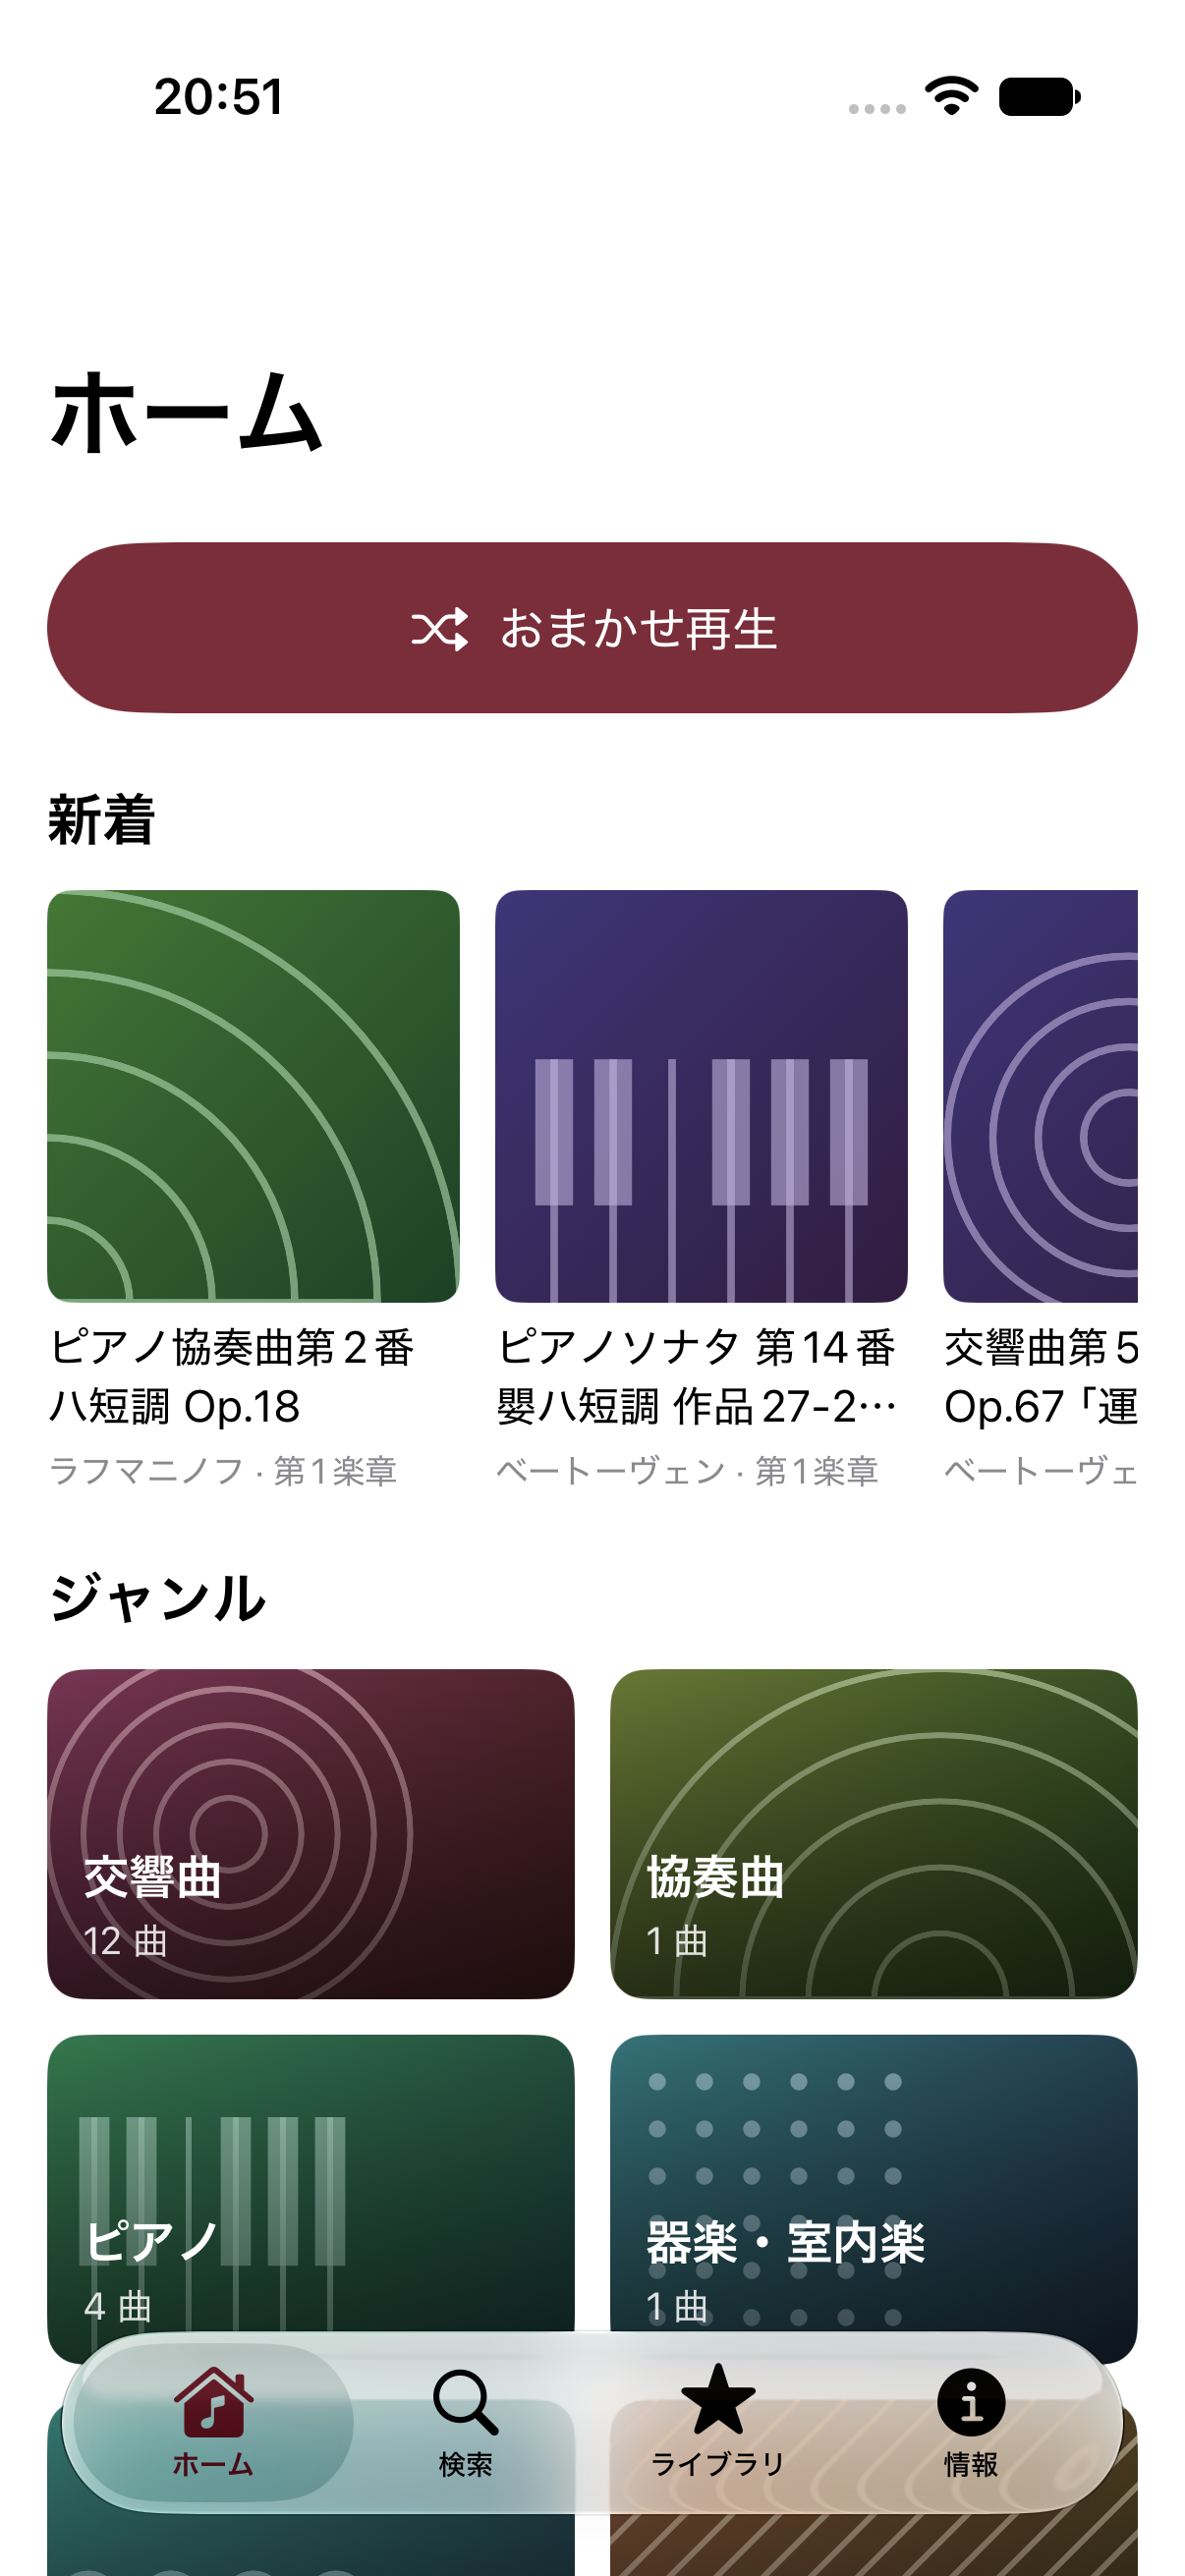 20:51
ホーム
おまかせ再生
新着
ピアノ協奏曲第2番
ハ短調 Op.18
ラフマニノフ · 第1楽章
ピアノソナタ 第14番
嬰ハ短調 作品27-2…
ベートーヴェン · 第1楽章
交響曲第5
Op.67「運
ベートーヴェ
ジャンル
交響曲
12 曲
協奏曲
1 曲
ピアノ
4 曲
器楽・室内楽
1 曲
ホーム
検索
ライブラリ
情報